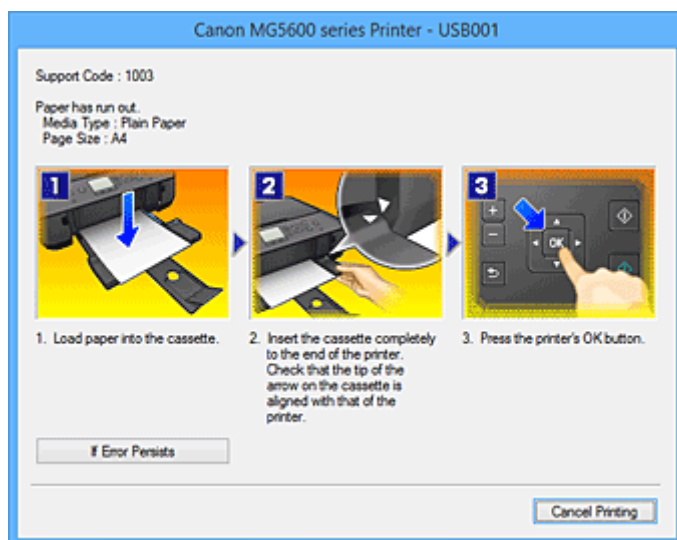 Canon MG5600 series Printer - USB001
Support Code : 1003
Paper has run out.
Media Type : Plain Paper
Page Size : A4
1
2
3
+
-
OK
1. Load paper into the cassette.
2. Insert the cassette completely
to the end of the printer.
Check that the tip of the
arrow on the cassette is
aligned with that of the
printer.
3. Press the printer's OK button.
If Error Persists
Cancel Printing